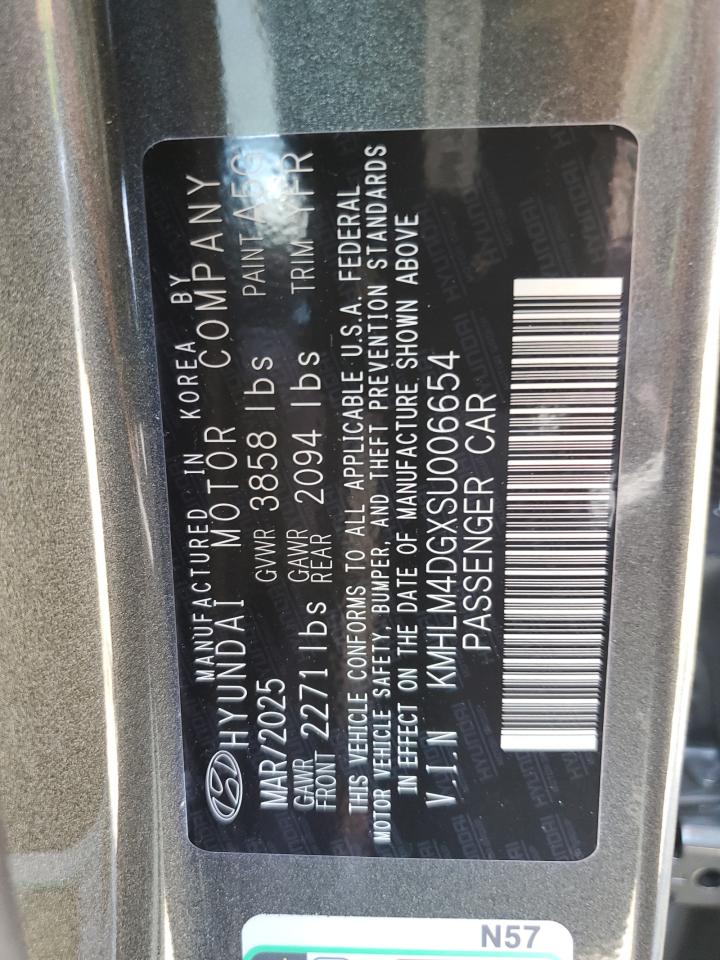 MANUFACTURED IN KOREA BY
HYUNDAI MOTOR COMPANY
MAR/2025 GVWR 3858 lbs PAINT A5G
GAWR FRONT 2271 lbs GAWR REAR 2094 lbs TRIM YFR
THIS VEHICLE CONFORMS TO ALL APPLICABLE U.S.A. FEDERAL
MOTOR VEHICLE SAFETY, BUMPER, AND THEFT PREVENTION STANDARDS
IN EFFECT ON THE DATE OF MANUFACTURE SHOWN ABOVE
V.I.N KMHLM4DGXSU006654
PASSENGER CAR
N57